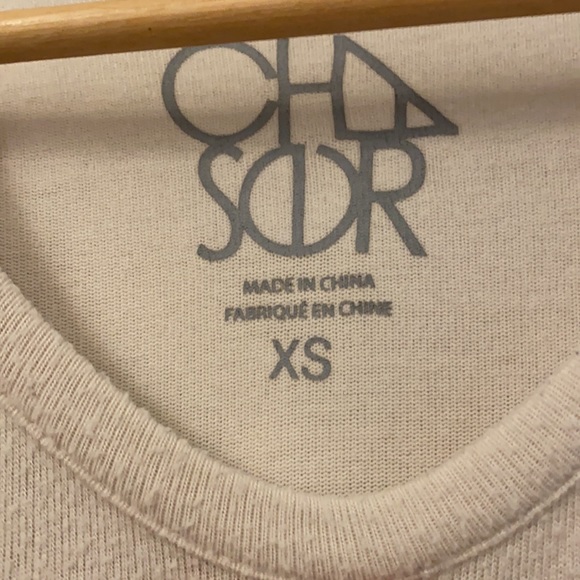 CHA
SER
MADE IN CHINA
FABRIQUÉ EN CHINE
XS